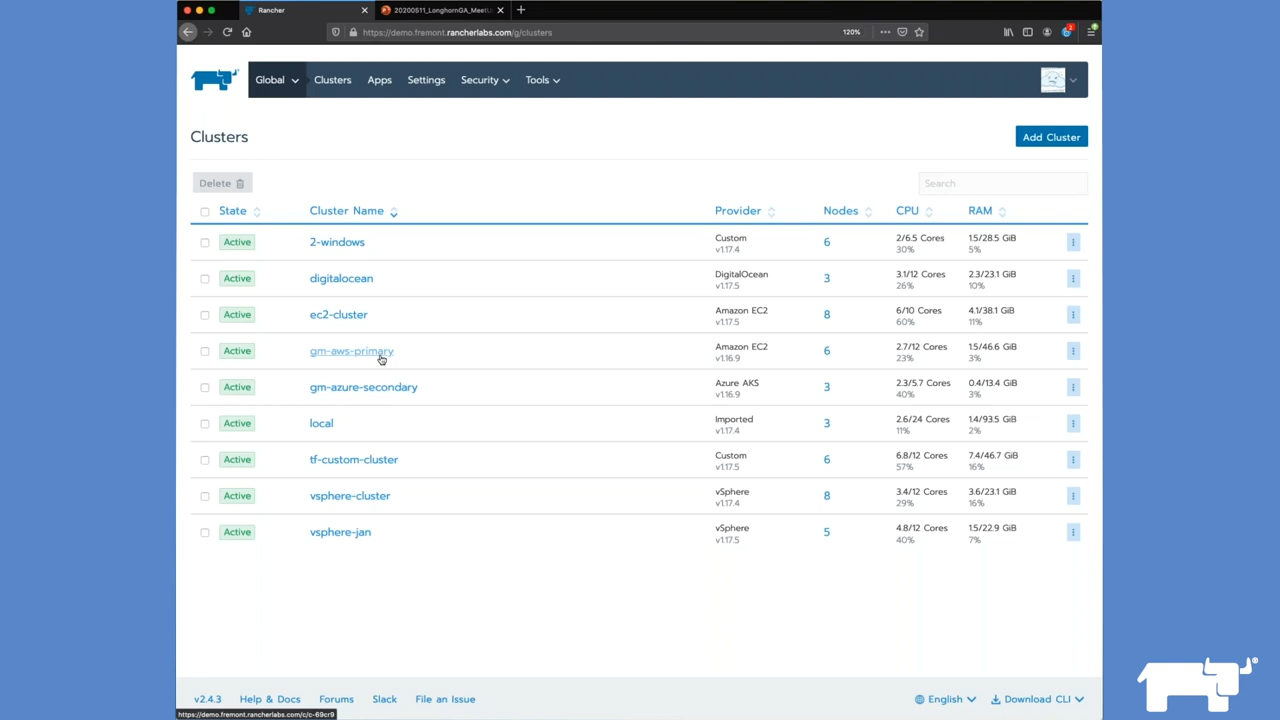 Rancher
20200511_LonghornGA_MeetU
https://demo.fremont.rancherlabs.com/g/clusters
120%
2
Global Clusters Apps Settings Security Tools
Clusters
Add Cluster
Delete
Search
State Cluster Name Provider Nodes CPU RAM
Active 2-windows Custom 6 2/6.5 Cores 1.5/28.5 GiB
v1.17.4 30% 5%
Active digitalocean DigitalOcean 3 3.1/12 Cores 2.3/23.1 GiB
v1.17.5 26% 10%
Active ec2-cluster Amazon EC2 8 6/10 Cores 4.1/38.1 GiB
v1.17.5 60% 11%
Active gm-aws-primary Amazon EC2 6 2.7/12 Cores 1.5/46.6 GiB
v1.16.9 23% 3%
Active gm-azure-secondary Azure AKS 3 2.3/5.7 Cores 0.4/13.4 GiB
v1.16.9 40% 3%
Active local Imported 3 2.6/24 Cores 1.4/93.5 GiB
v1.17.4 11% 2%
Active tf-custom-cluster Custom 6 6.8/12 Cores 7.4/46.7 GiB
v1.17.5 57% 16%
Active vsphere-cluster vSphere 8 3.4/12 Cores 3.6/23.1 GiB
v1.17.4 29% 16%
Active vsphere-jan vSphere 5 4.8/12 Cores 1.5/22.9 GiB
v1.17.5 40% 7%
v2.4.3 Help & Docs Forums Slack File an Issue English Download CLI
https://demo.fremont.rancherlabs.com/c/c-69cr9